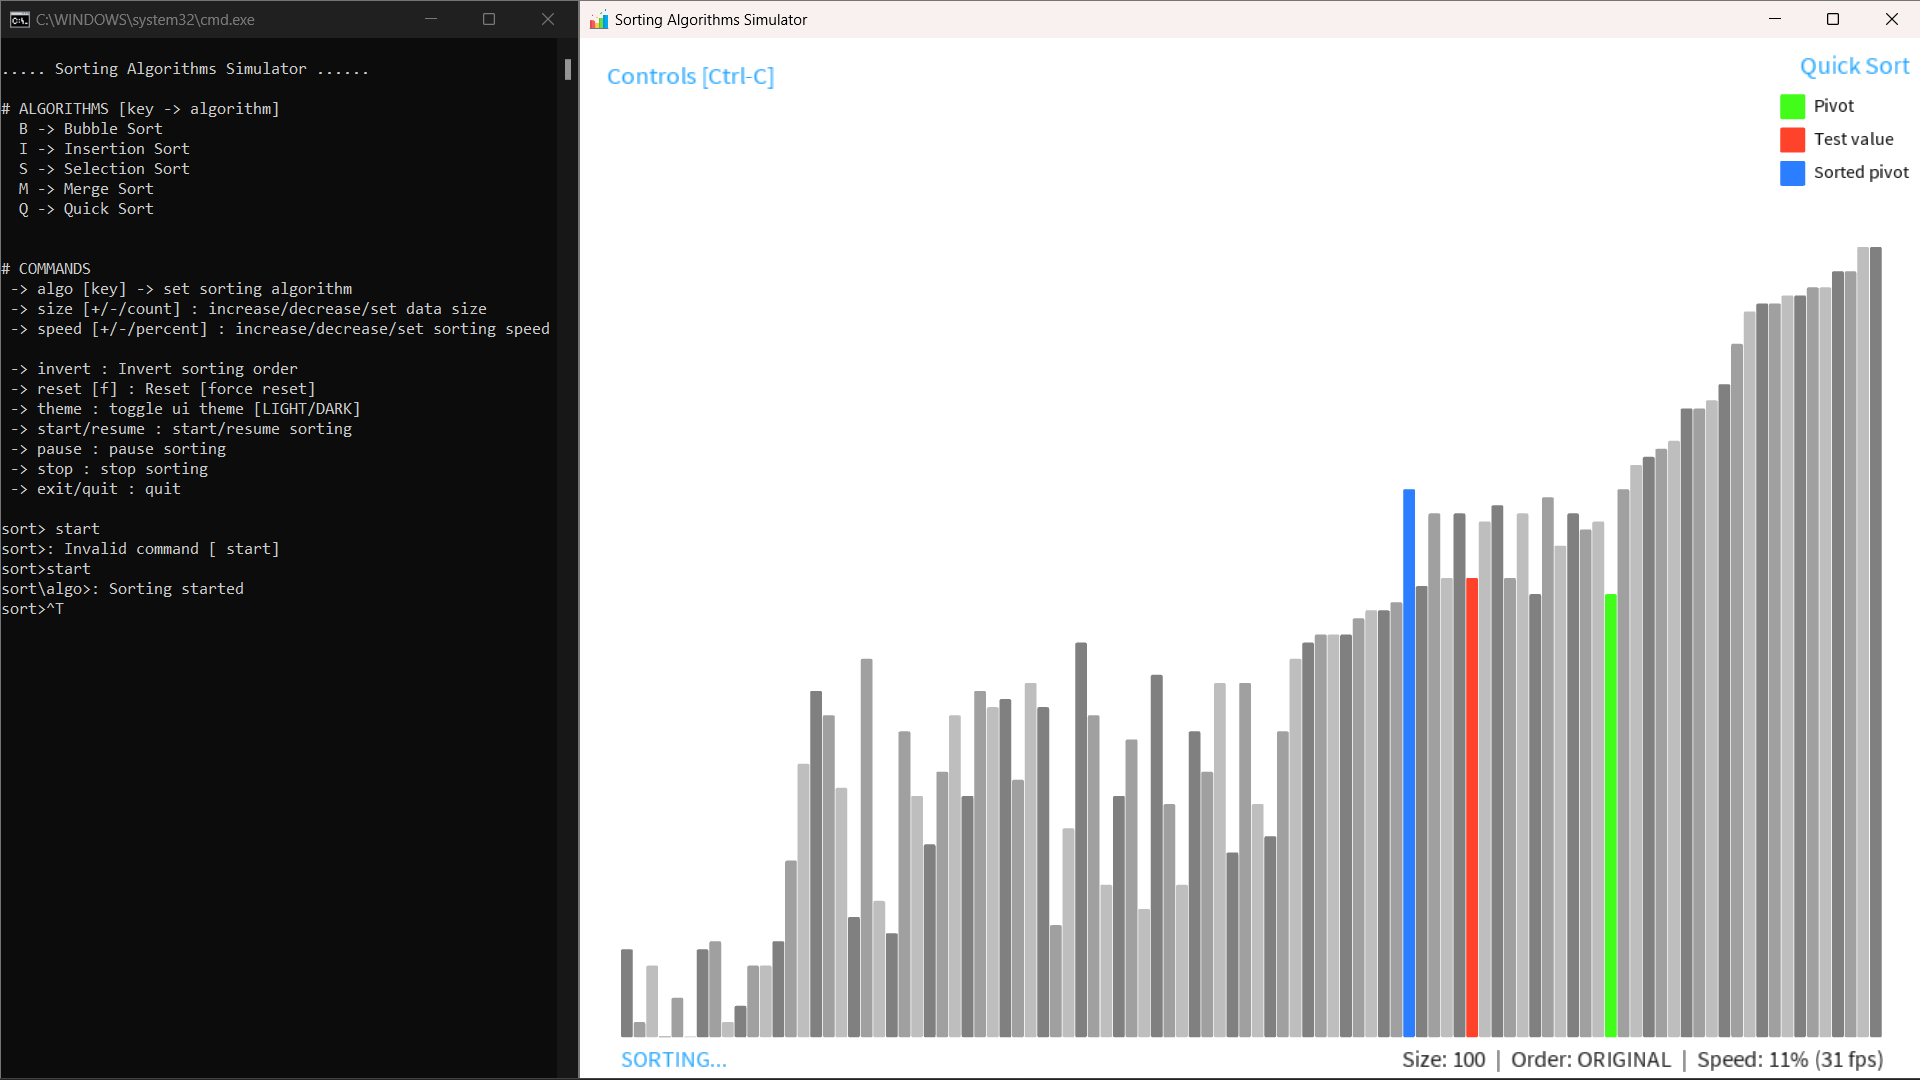 C:\WINDOWS\system32\cmd.exe
..... Sorting Algorithms Simulator ......
# ALGORITHMS [key -> algorithm]
B -> Bubble Sort
I -> Insertion Sort
S -> Selection Sort
M -> Merge Sort
Q -> Quick Sort
# COMMANDS
-> algo [key] -> set sorting algorithm
-> size [+/-/count] : increase/decrease/set data size
-> speed [+/-/percent] : increase/decrease/set sorting speed
-> invert : Invert sorting order
-> reset [f] : Reset [force reset]
-> theme : toggle ui theme [LIGHT/DARK]
-> start/resume : start/resume sorting
-> pause : pause sorting
-> stop : stop sorting
-> exit/quit : quit
sort> start
sort>: Invalid command [ start]
sort>start
sort\algo>: Sorting started
sort>^T
Sorting Algorithms Simulator
Controls [Ctrl-C]
Quick Sort
Pivot
Test value
Sorted pivot
SORTING...
Size: 100 | Order: ORIGINAL | Speed: 11% (31 fps)